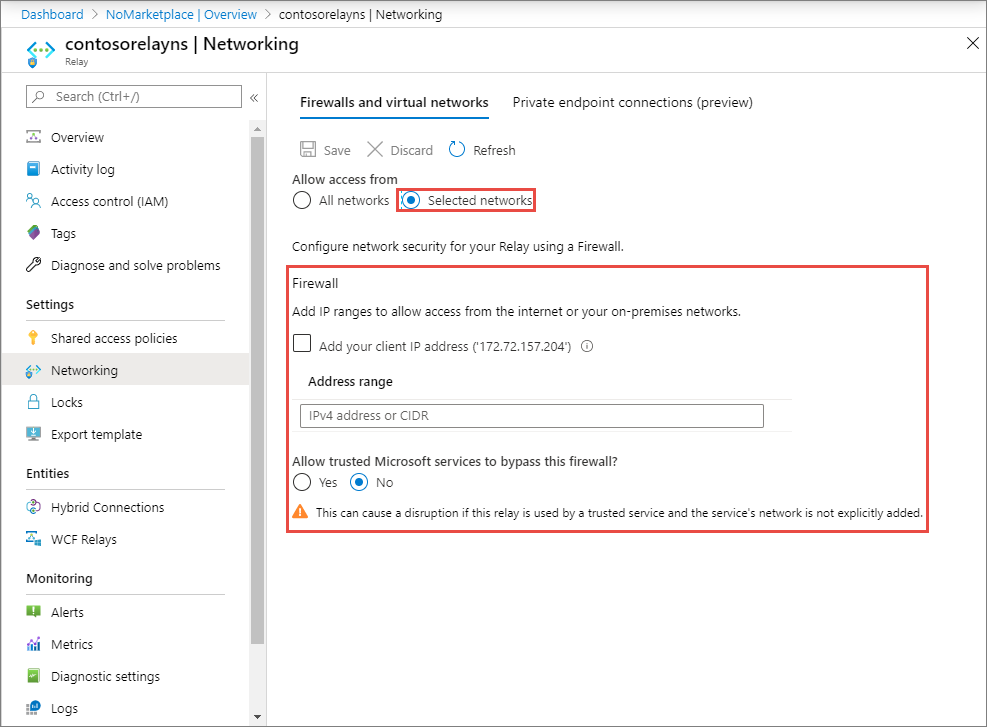 Dashboard > NoMarketplace | Overview > contosorelayns | Networking
contosorelayns | Networking
Relay
Search (Ctrl+/)
Overview
Activity log
Access control (IAM)
Tags
Diagnose and solve problems
Settings
Shared access policies
Networking
Locks
Export template
Entities
Hybrid Connections
WCF Relays
Monitoring
Alerts
Metrics
Diagnostic settings
Logs
Firewalls and virtual networks Private endpoint connections (preview)
Save Discard Refresh
Allow access from
All networks Selected networks
Configure network security for your Relay using a Firewall.
Firewall
Add IP ranges to allow access from the internet or your on-premises networks.
Add your client IP address ('172.72.157.204')
Address range
IPv4 address or CIDR
Allow trusted Microsoft services to bypass this firewall?
Yes No
This can cause a disruption if this relay is used by a trusted service and the service's network is not explicitly added.